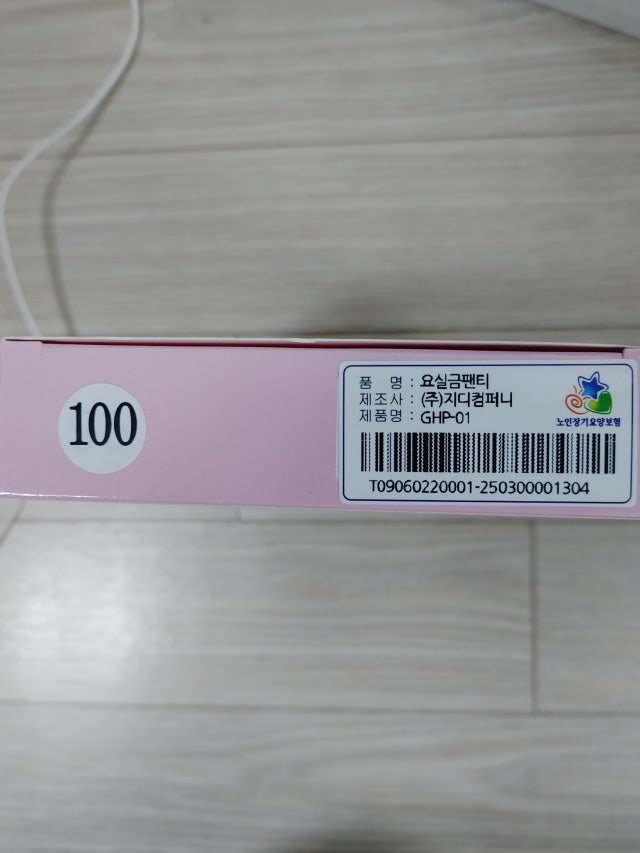 100
품 명 : 요실금팬티
제조사 : (주)지디컴퍼니
제품명 : GHP-01
노인장기요양보험
T09060220001-250300001304